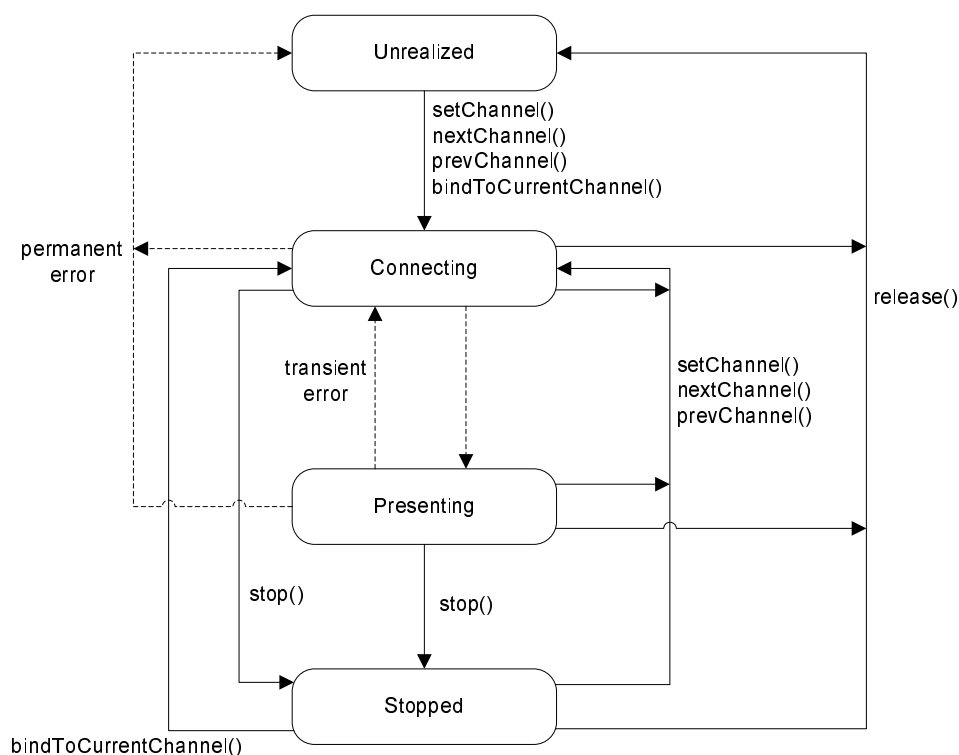 Unrealized
setChannel()
nextChannel()
prevChannel()
bindToCurrentChannel()
permanent
error
Connecting
release()
transient
error
setChannel()
nextChannel()
prevChannel()
Presenting
stop()
stop()
Stopped
bindToCurrentChannel()